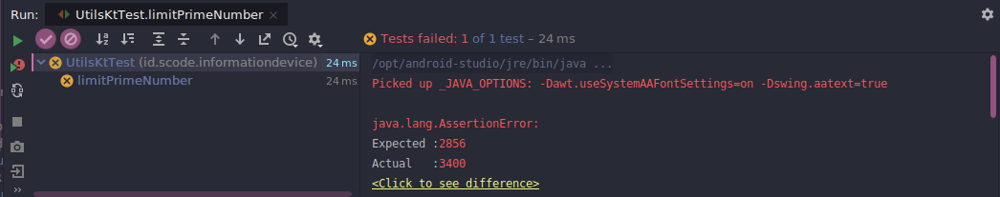 Run: UtilsKtTest.limitPrimeNumber ×
Tests failed: 1 of 1 test – 24 ms
UtilsKtTest (id.scode.informationdevice) 24 ms
limitPrimeNumber 24 ms
/opt/android-studio/jre/bin/java ...
Picked up _JAVA_OPTIONS: -Dawt.useSystemAAFontSettings=on -Dswing.aatext=true
java.lang.AssertionError:
Expected :2856
Actual   :3400
<Click to see difference>